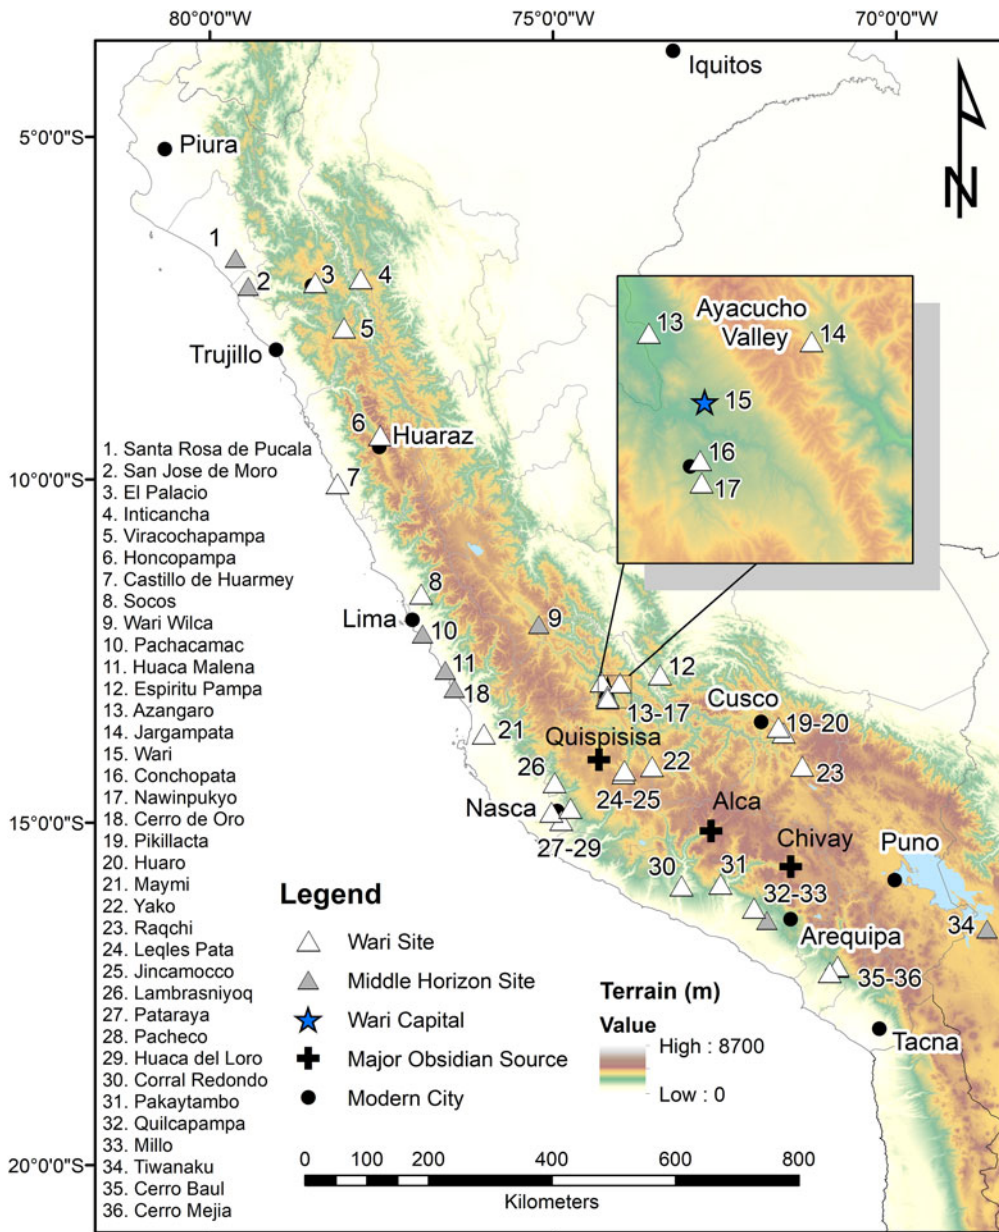 80°0'0"W
75°0'0"W
70°0'0"W
Iquitos
5°0'0"S
Piura
N
1
2
3
4
5
Trujillo
Ayacucho
Valley
13
14
15
16
17
6
Huaraz
1. Santa Rosa de Pucala
2. San Jose de Moro
3. El Palacio
4. Inticancha
5. Viracochapampa
6. Honcopampa
7. Castillo de Huarmey
8. Socos
9. Wari Wilca
10. Pachacamac
11. Huaca Malena
12. Espiritu Pampa
13. Azangaro
14. Jargampata
15. Wari
16. Conchopata
17. Nawinpukyo
18. Cerro de Oro
19. Pikillacta
20. Huaro
21. Maymi
22. Yako
23. Raqchi
24. Leqles Pata
25. Jincamocco
26. Lambrasniyoq
27. Pataraya
28. Pacheco
29. Huaca del Loro
30. Corral Redondo
31. Pakaytambo
32. Quilcapampa
33. Millo
34. Tiwanaku
35. Cerro Baul
36. Cerro Mejia
10°0'0"S
7
8
Lima
9
10
11
18
12
13-17
Cusco
19-20
21
Quispisisa
22
23
26
24-25
Nasca
Alca
15°0'0"S
27-29
Chivay
Puno
30
31
32-33
34
Arequipa
35-36
Tacna
Legend
Wari Site
Middle Horizon Site
Wari Capital
Major Obsidian Source
Modern City
Terrain (m)
Value
High : 8700
Low : 0
20°0'0"S
0 100 200 400 600 800
Kilometers